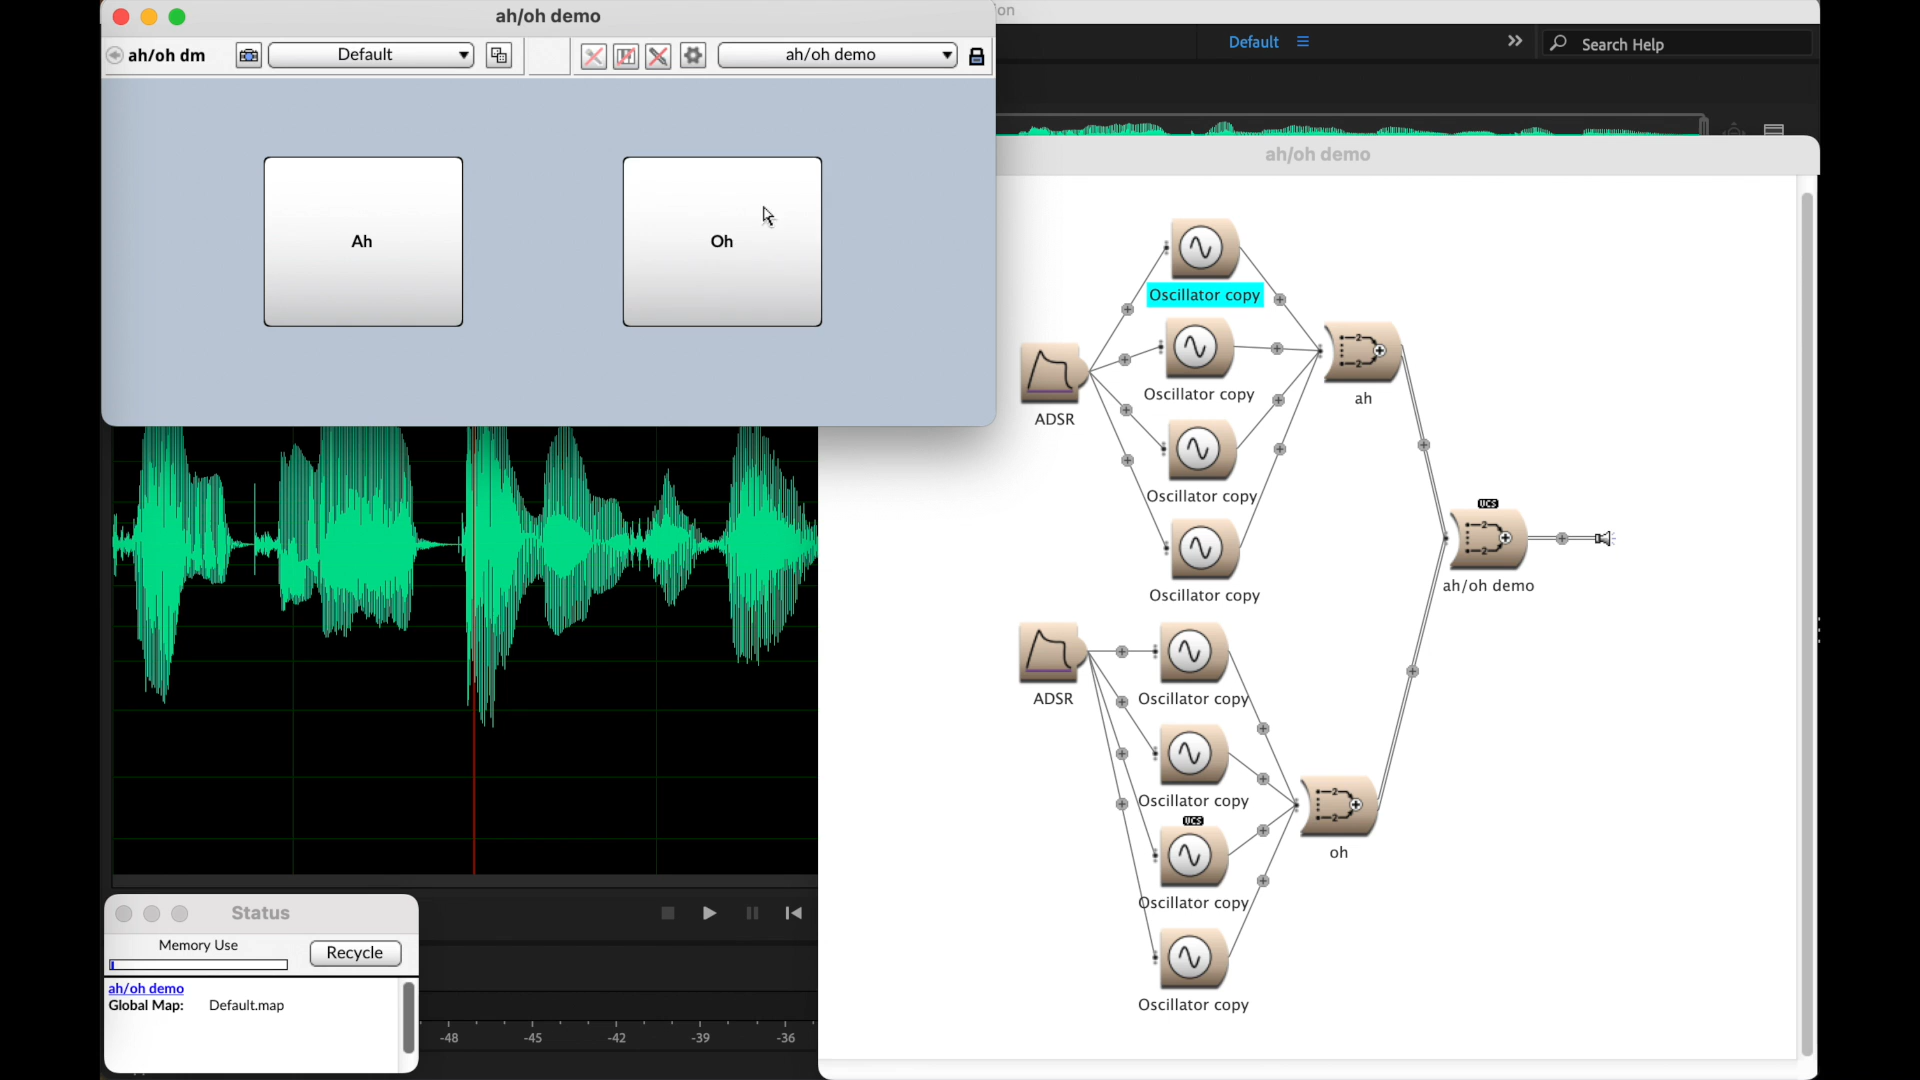 ah/oh demo
ah/oh dm
Default
ah/oh demo
Ah
Oh
on
Default
Search Help
ah/oh demo
Oscillator copy
Oscillator copy
ADSR
ah
Oscillator copy
UCS
Oscillator copy
ah/oh demo
ADSR
Oscillator copy
Oscillator copy
UCS
oh
Oscillator copy
Oscillator copy
Status
Memory Use
Recycle
ah/oh demo
Global Map: Default.map
-48 -45 -42 -39 -36